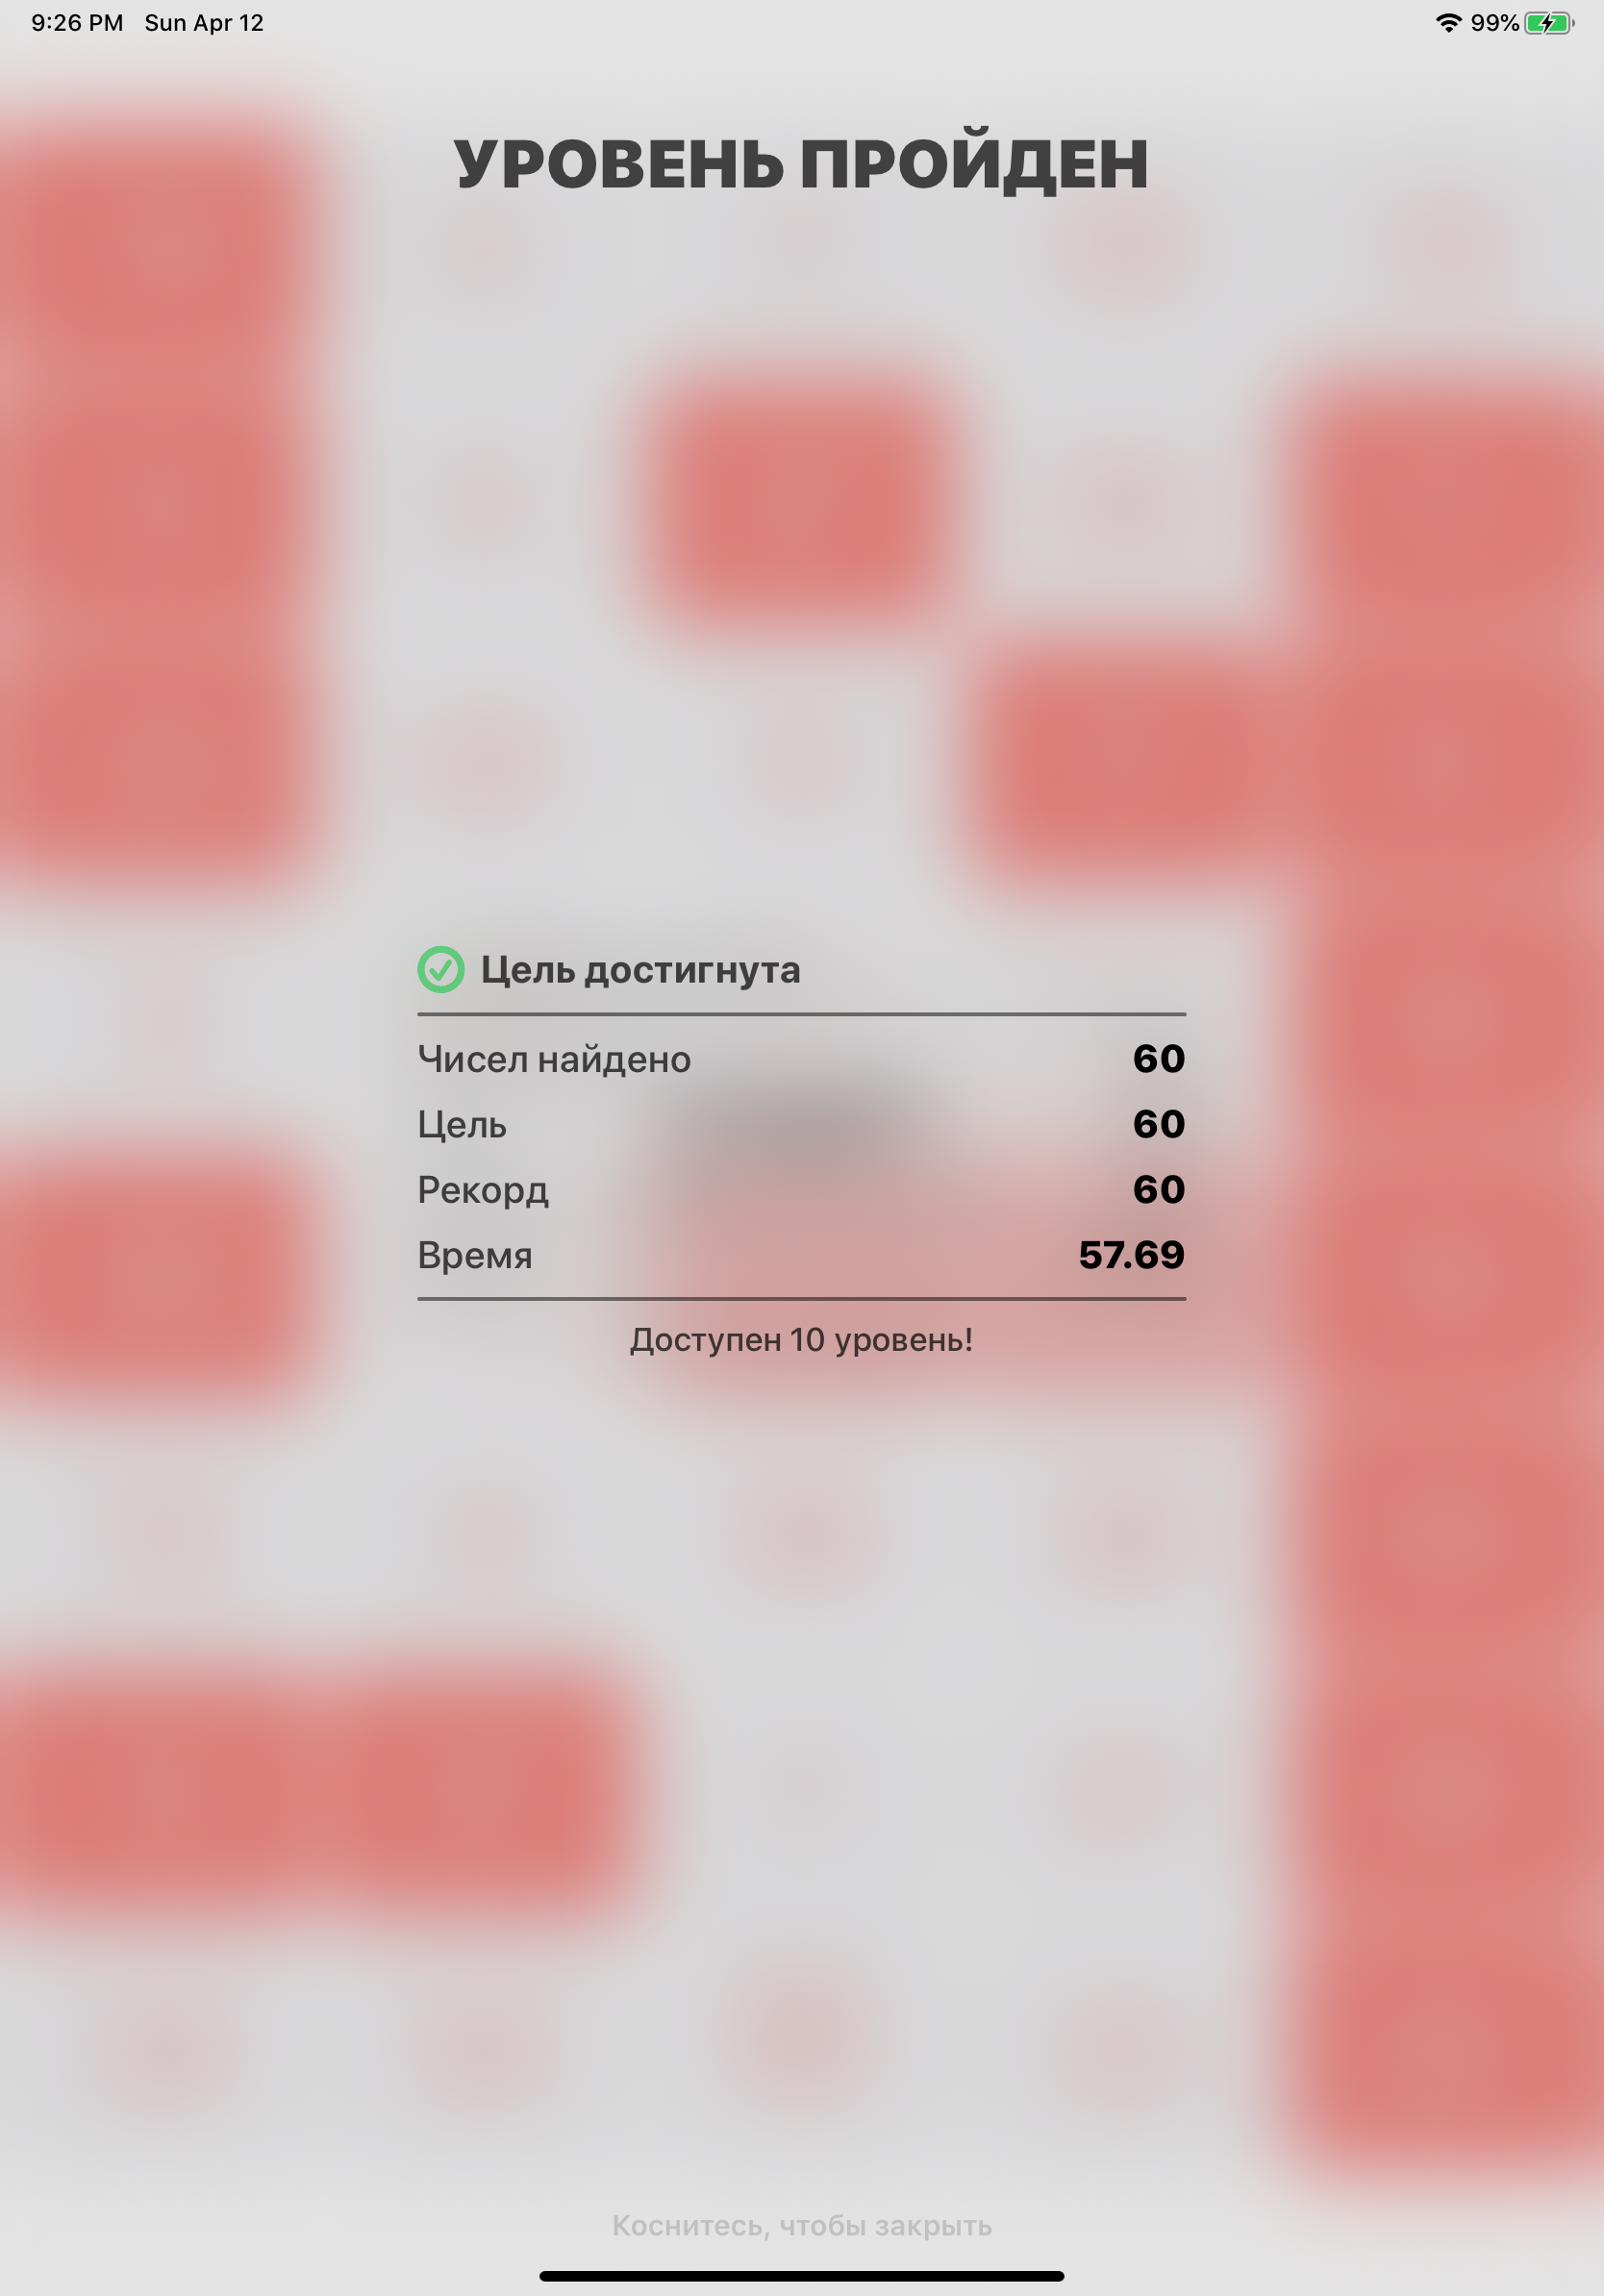 9:26 PM Sun Apr 12 99%
УРОВЕНЬ ПРОЙДЕН
Цель достигнута
Чисел найдено 60
Цель 60
Рекорд 60
Время 57.69
Доступен 10 уровень!
Коснитесь, чтобы закрыть